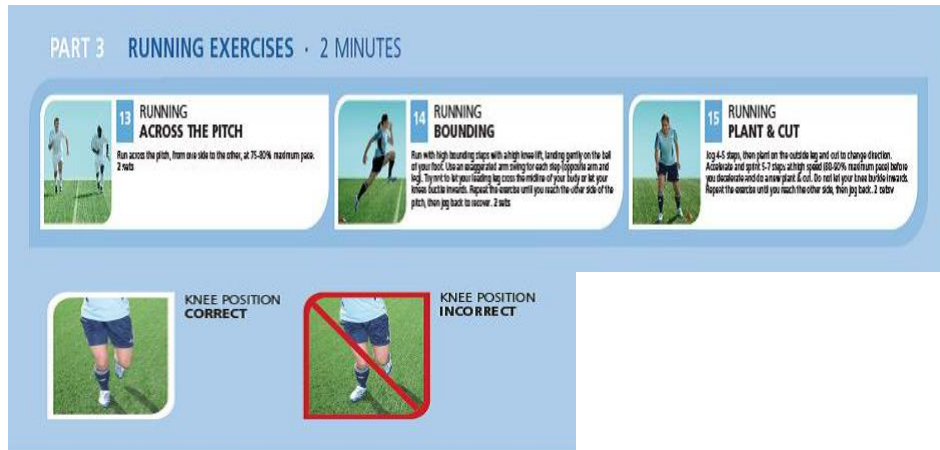 PART 3 RUNNING EXERCISES · 2 MINUTES
13 RUNNING
ACROSS THE PITCH
Run across the pitch, from one side to the other, at 75-80% maximum pace.
2 sets
14 RUNNING
BOUNDING
Run with high bounding steps with a high knee lift, landing gently on the ball
of your foot. Use an exaggerated arm swing for each step (opposite arm and
leg). Try not to let your leading leg cross the midline of your body or let your
knees buckle inwards. Repeat the exercise until you reach the other side of the
pitch, then jog back to recover. 2 sets
15 RUNNING
PLANT & CUT
Jog 4-5 steps, then plant on the outside leg and cut to change direction.
Accelerate and sprint 5-7 steps at high speed (80-90% maximum pace) before
you decelerate and do a new plant & cut. Do not let your knee buckle inwards.
Repeat the exercise until you reach the other side, then jog back. 2 setsv
KNEE POSITION
CORRECT
KNEE POSITION
INCORRECT